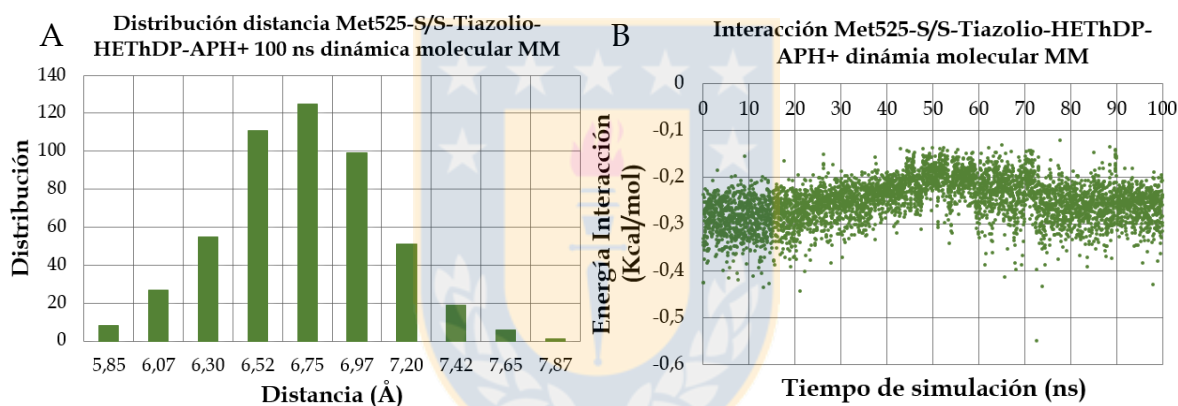 A
Distribución distancia Met525-S/S-Tiazolio-
HEThDP-APH+ 100 ns dinámica molecular MM
140
120
100
80
60
40
20
0
Distribución
5,85 6,07 6,30 6,52 6,75 6,97 7,20 7,42 7,65 7,87
Distancia (Å)
B
Interacción Met525-S/S-Tiazolio-HEThDP-
APH+ dinámia molecular MM
0
0 10 20 30 40 50 60 70 80 90 100
-0,1
-0,2
-0,3
-0,4
-0,5
-0,6
Energía Interacción
(Kcal/mol)
Tiempo de simulación (ns)